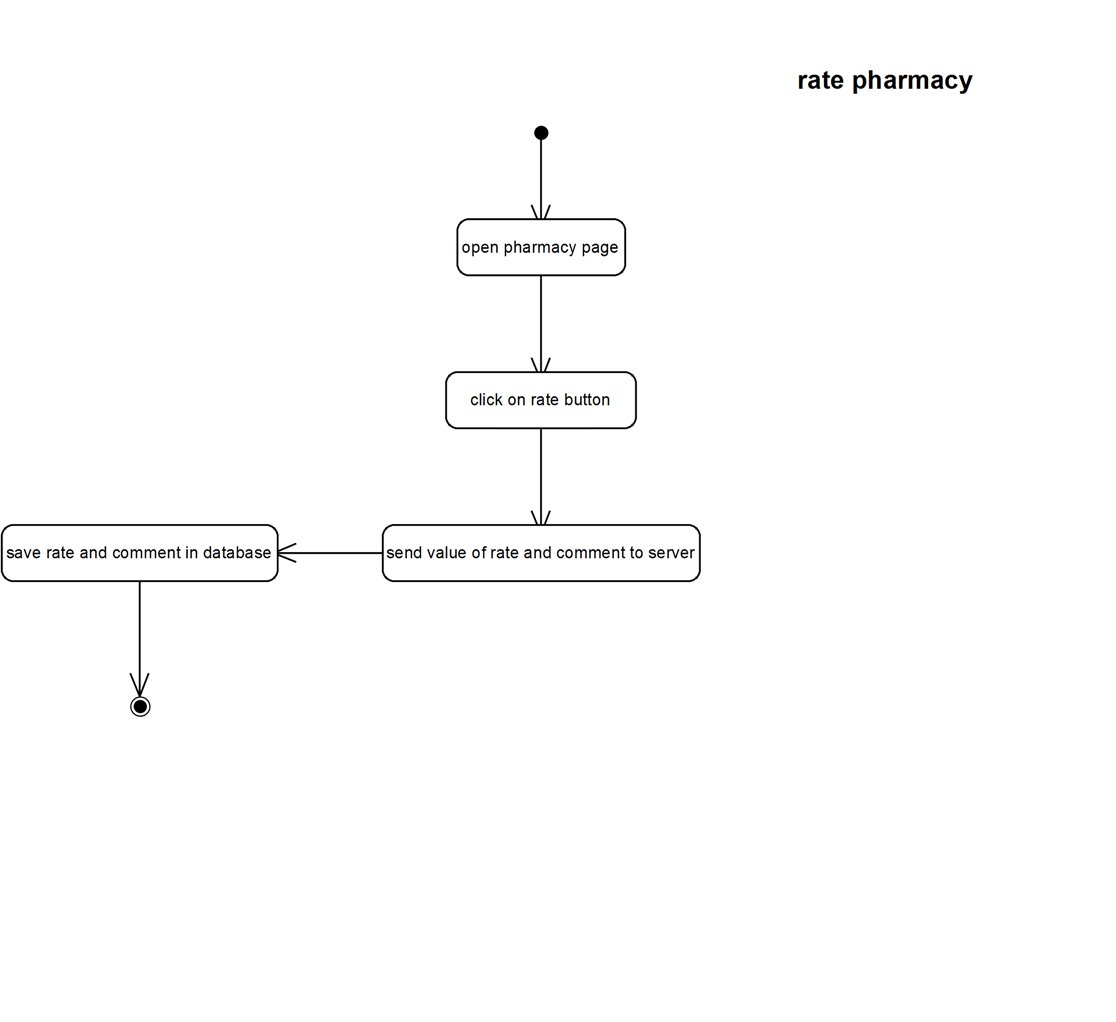 rate pharmacy
open pharmacy page
click on rate button
save rate and comment in database
send value of rate and comment to server